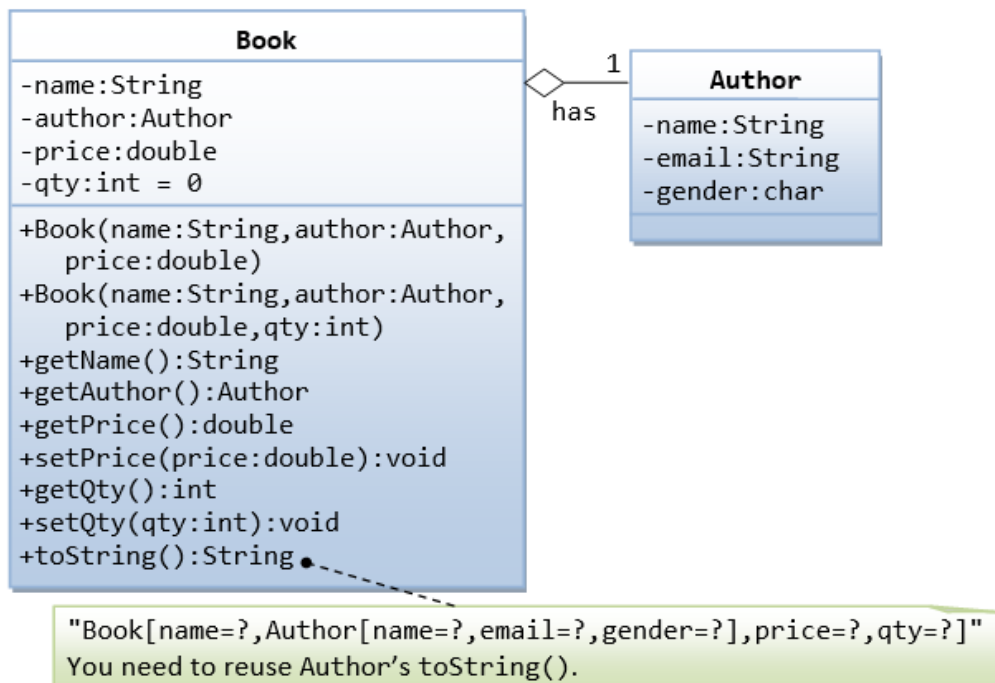 Book
-name:String
-author:Author
-price:double
-qty:int = 0
+Book(name:String,author:Author,
price:double)
+Book(name:String,author:Author,
price:double,qty:int)
+getName():String
+getAuthor():Author
+getPrice():double
+setPrice(price:double):void
+getQty():int
+setQty(qty:int):void
+toString():String
1
has
Author
-name:String
-email:String
-gender:char
"Book[name=?,Author[name=?,email=?,gender=?],price=?,qty=?]"
You need to reuse Author's toString().